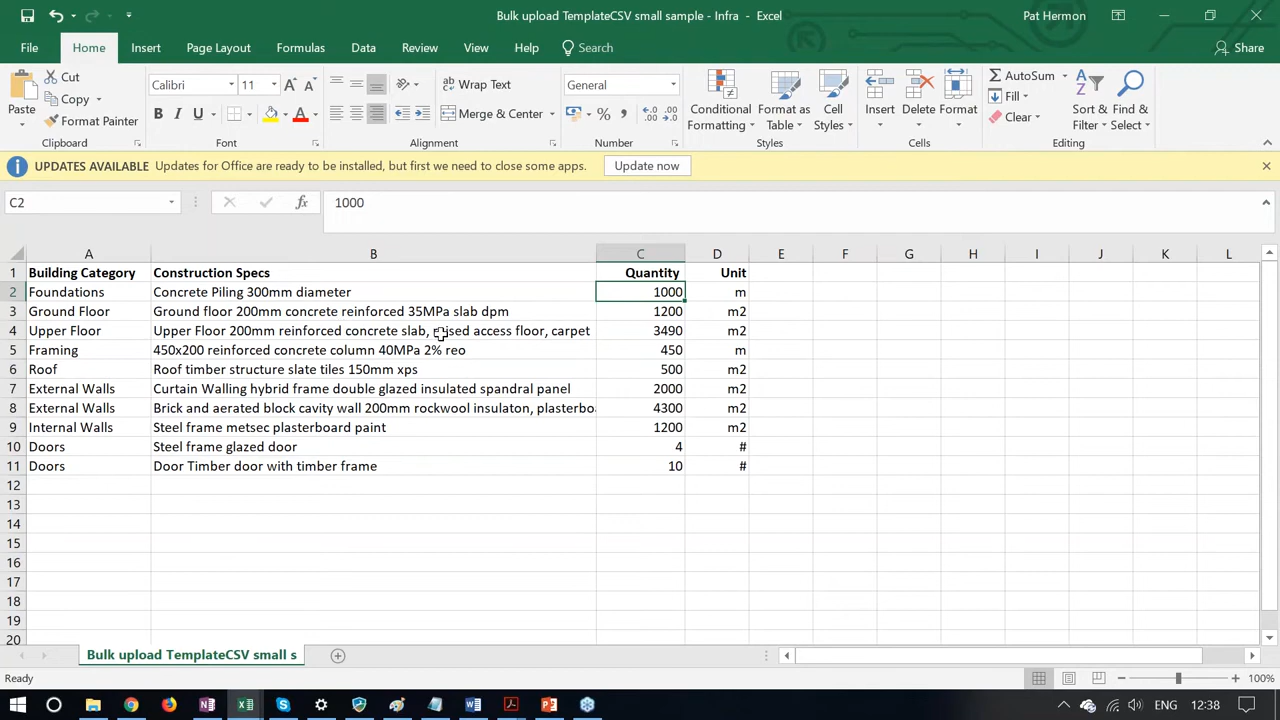 Bulk upload TemplateCSV small sample - Infra - Excel
Pat Hermon
File Home Insert Page Layout Formulas Data Review View Help Search Share
Paste Cut Copy Format Painter Clipboard
Calibri 11 A A B I U A Font
Wrap Text Merge & Center Alignment
General % , Number
Conditional Formatting Format as Table Cell Styles Styles
Insert Delete Format Cells
AutoSum Fill Clear Sort & Filter Find & Select Editing
UPDATES AVAILABLE Updates for Office are ready to be installed, but first we need to close some apps. Update now
C2 fx 1000
A B C D E F G H I J K L
1 Building Category Construction Specs Quantity Unit
2 Foundations Concrete Piling 300mm diameter 1000 m
3 Ground Floor Ground floor 200mm concrete reinforced 35MPa slab dpm 1200 m2
4 Upper Floor Upper Floor 200mm reinforced concrete slab, access floor, carpet 3490 m2
5 Framing 450x200 reinforced concrete column 40MPa 2% reo 450 m
6 Roof Roof timber structure slate tiles 150mm xps 500 m2
7 External Walls Curtain Walling hybrid frame double glazed insulated spandral panel 2000 m2
8 External Walls Brick and aerated block cavity wall 200mm rockwool insulaton, plasterbo 4300 m2
9 Internal Walls Steel frame metsec plasterboard paint 1200 m2
10 Doors Steel frame glazed door 4 #
11 Doors Door Timber door with timber frame 10 #
12
13
14
15
16
17
18
19
20
Bulk upload TemplateCSV small s
Ready 100%
ENG 12:38